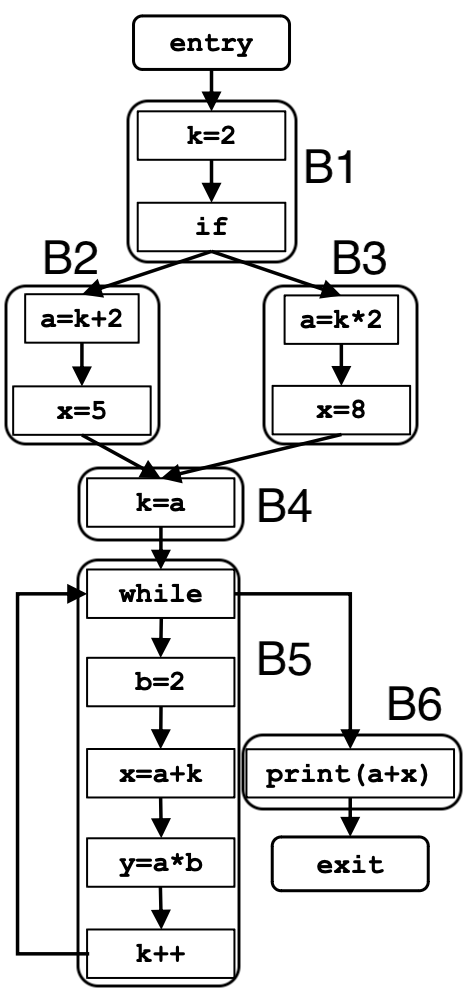 entry
k=2
B1
if
B2
B3
a=k+2
a=k*2
x=5
x=8
k=a
B4
while
b=2
B5
B6
x=a+k
print(a+x)
y=a*b
exit
k++